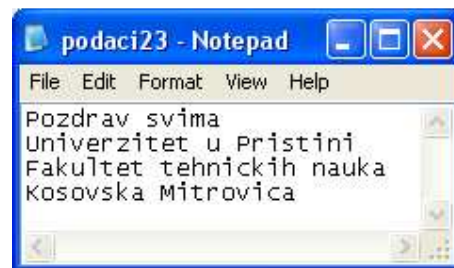 podaci23 - Notepad
File Edit Format View Help
Pozdrav svima
Univerzitet u Pristini
Fakultet tehnickih nauka
Kosovska Mitrovica